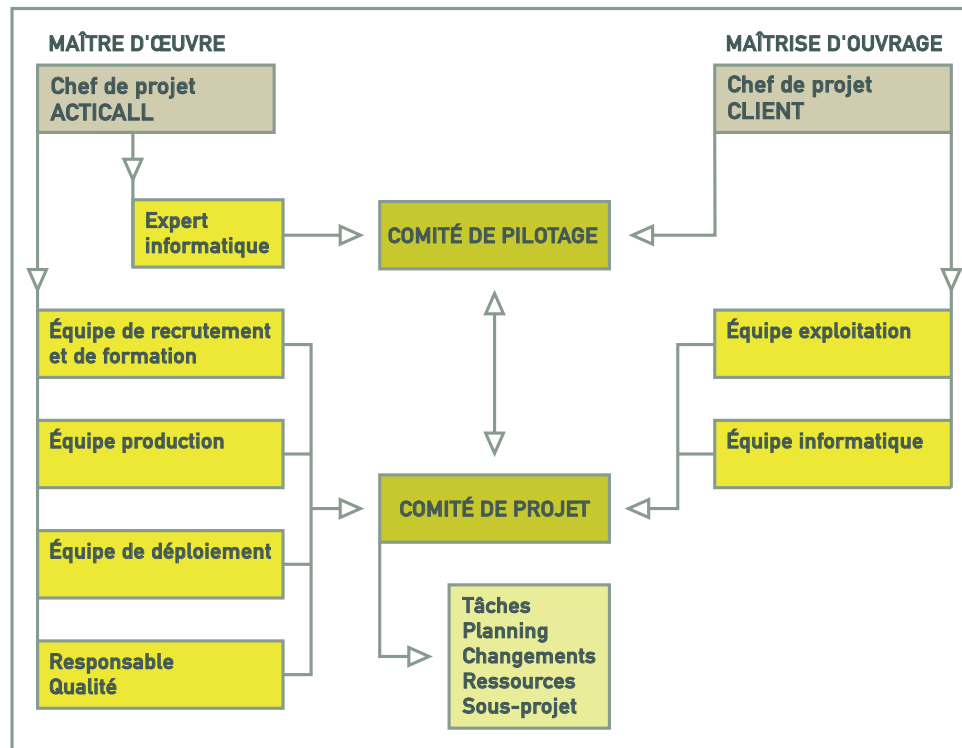 MAÎTRE D'ŒUVRE
Chef de projet
ACTICALL
Expert
informatique
Équipe de recrutement
et de formation
Équipe production
Équipe de déploiement
Responsable
Qualité
COMITÉ DE PILOTAGE
COMITÉ DE PROJET
Tâches
Planning
Changements
Ressources
Sous-projet
MAÎTRISE D'OUVRAGE
Chef de projet
CLIENT
Équipe exploitation
Équipe informatique